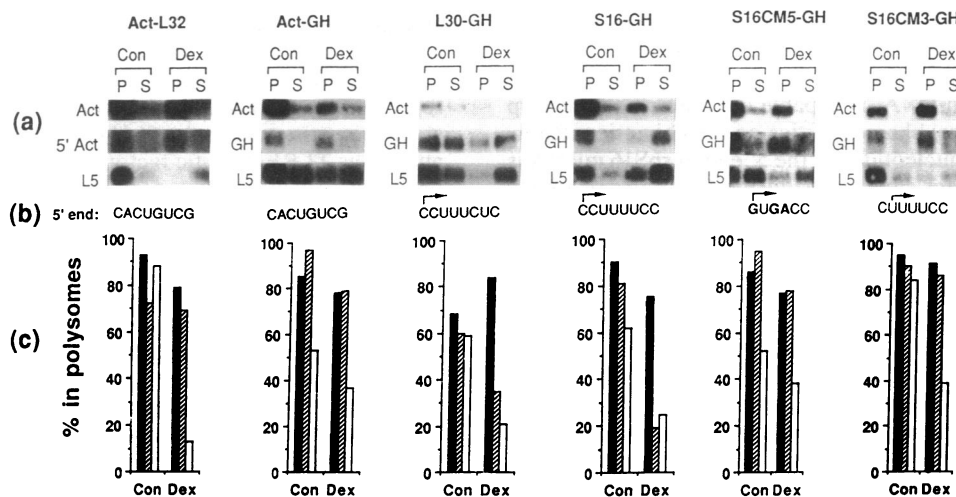 Act-L32 Act-GH L30-GH S16-GH S16CM5-GH S16CM3-GH
Con Dex Con Dex Con Dex Con Dex Con Dex Con Dex
P S P S P S P S P S P S P S P S P S P S P S P S
(a)
Act Act Act Act Act Act
5' Act GH GH GH GH GH
L5 L5 L5 L5 L5 L5
(b) 5' end: CACUGUCG CACUGUCG CCUUUCUC CCUUUUCC GUGACC CUUUUCC
(c)
% in polysomes
100 100 100 100 100 100
80 80 80 80 80 80
60 60 60 60 60 60
40 40 40 40 40 40
20 20 20 20 20 20
0 0 0 0 0 0
Con Dex Con Dex Con Dex Con Dex Con Dex Con Dex